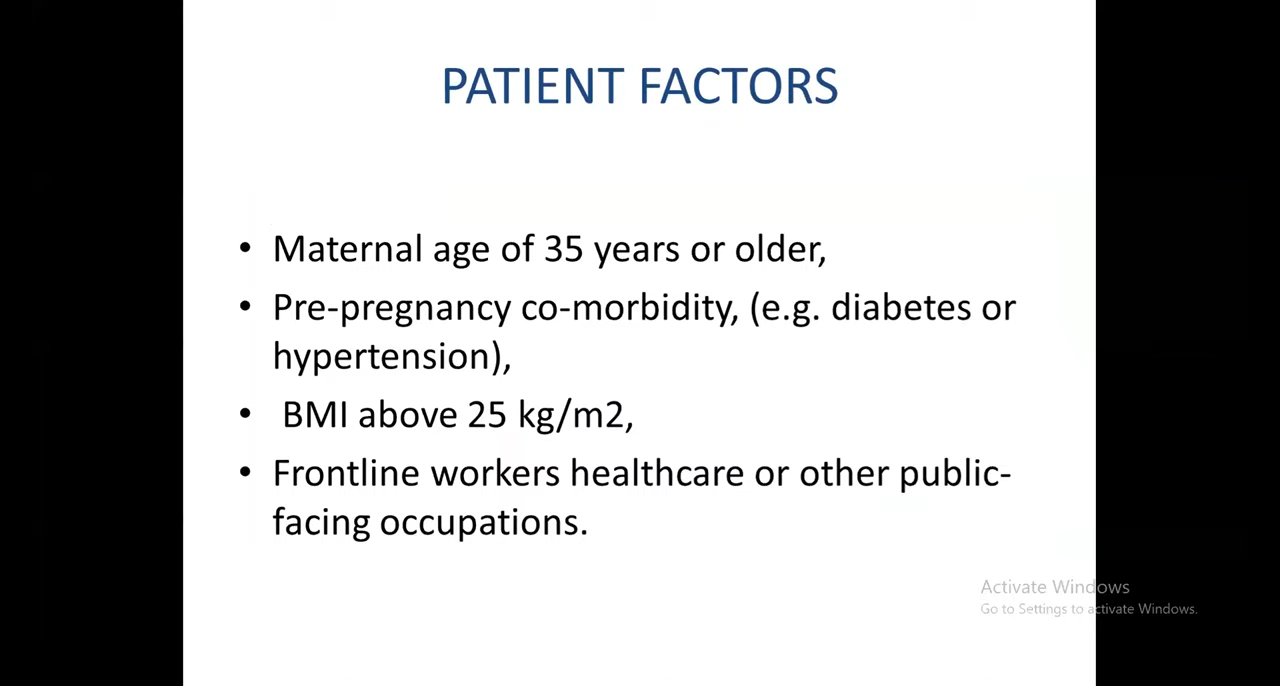 PATIENT FACTORS
• Maternal age of 35 years or older,
• Pre-pregnancy co-morbidity, (e.g. diabetes or
hypertension),
• BMI above 25 kg/m2,
• Frontline workers healthcare or other public-
facing occupations.
Activate Windows
Go to Settings to activate Windows.